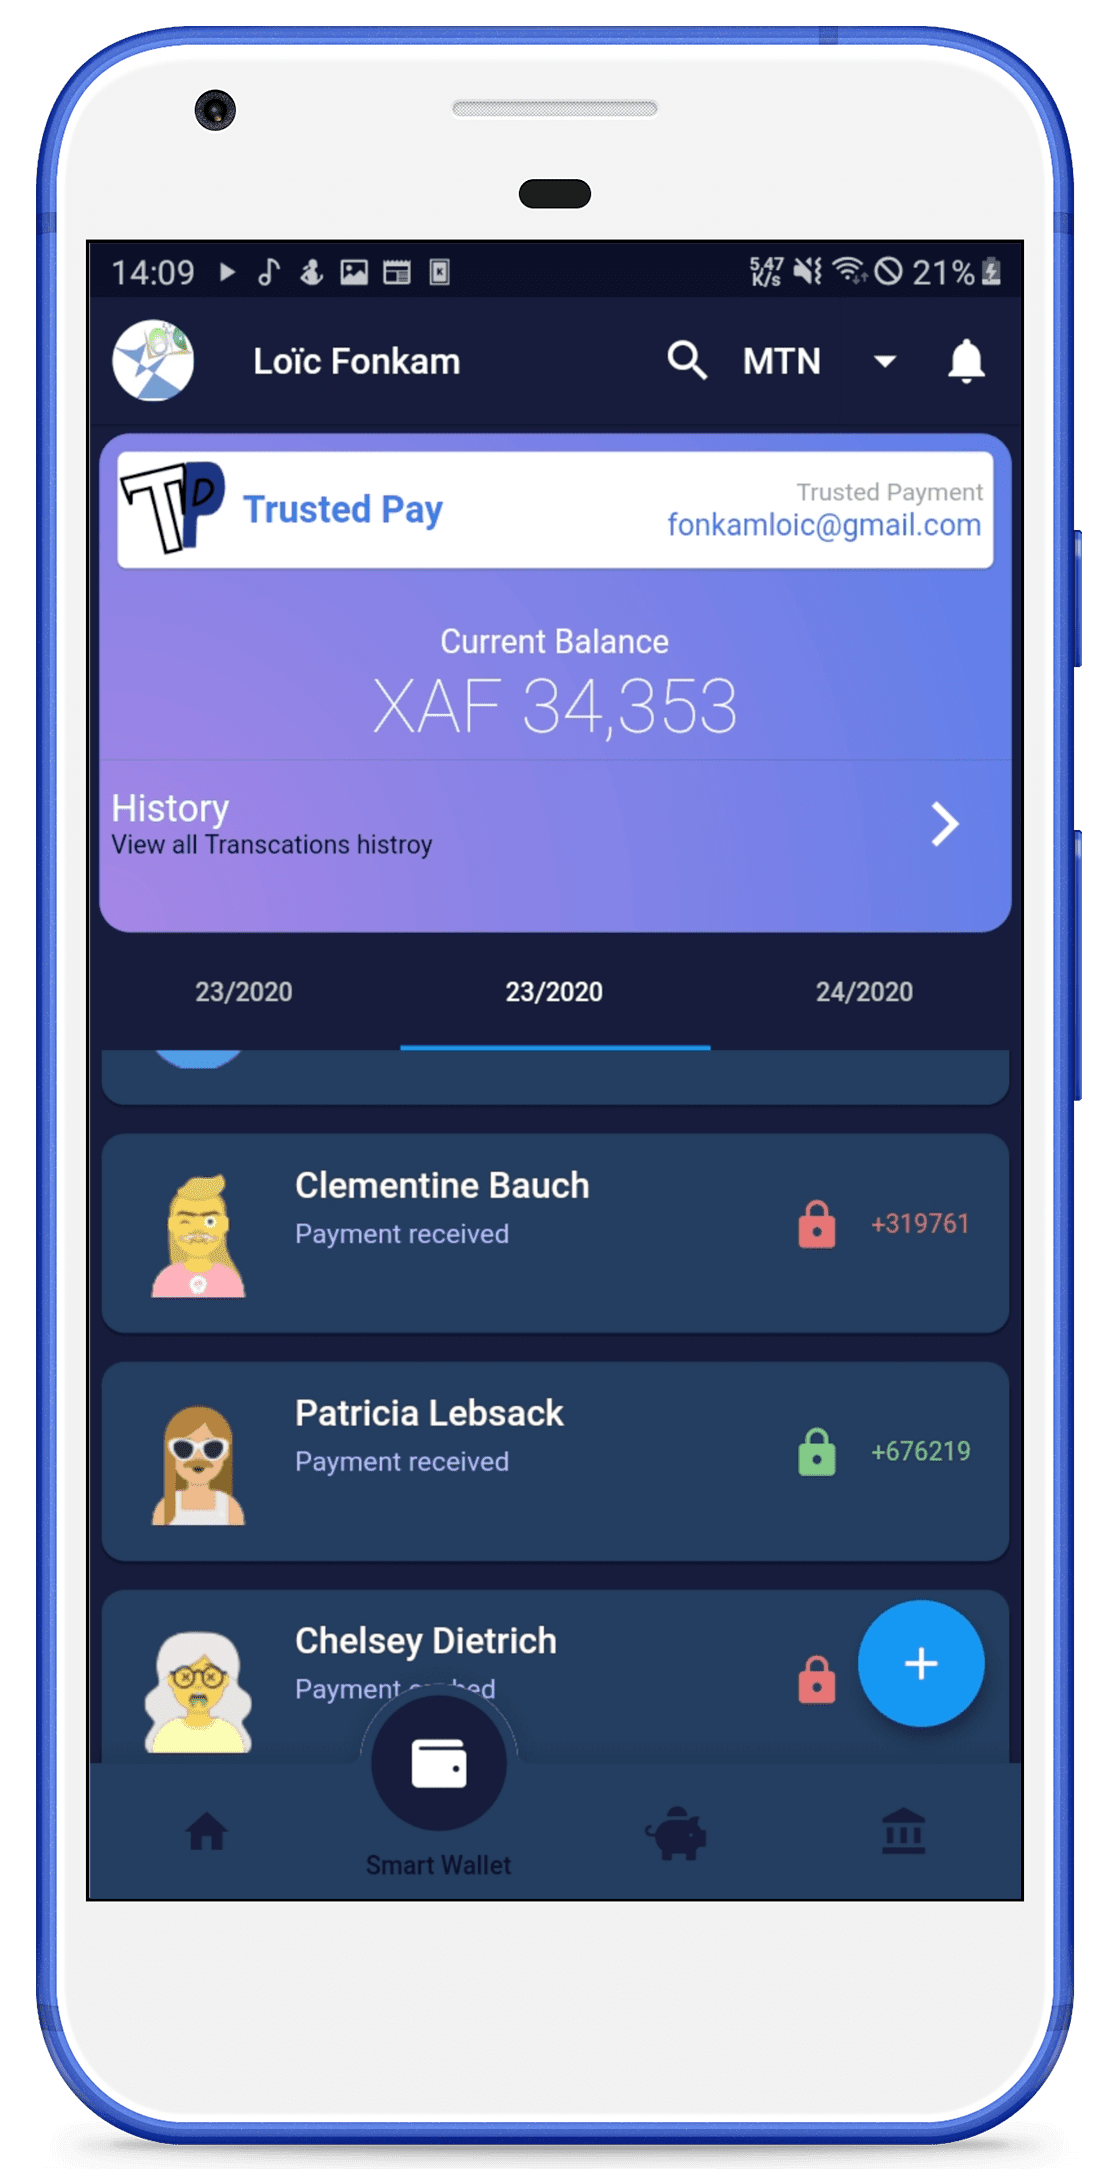 14:09
5,47
K/s
21%
Loïc Fonkam
MTN
TP
Trusted Pay
Trusted Payment
fonkamloic@gmail.com
Current Balance
XAF 34,353
History
View all Transcations histroy
23/2020
23/2020
24/2020
Clementine Bauch
Payment received
+319761
Patricia Lebsack
Payment received
+676219
Chelsey Dietrich
Payment
Smart Wallet